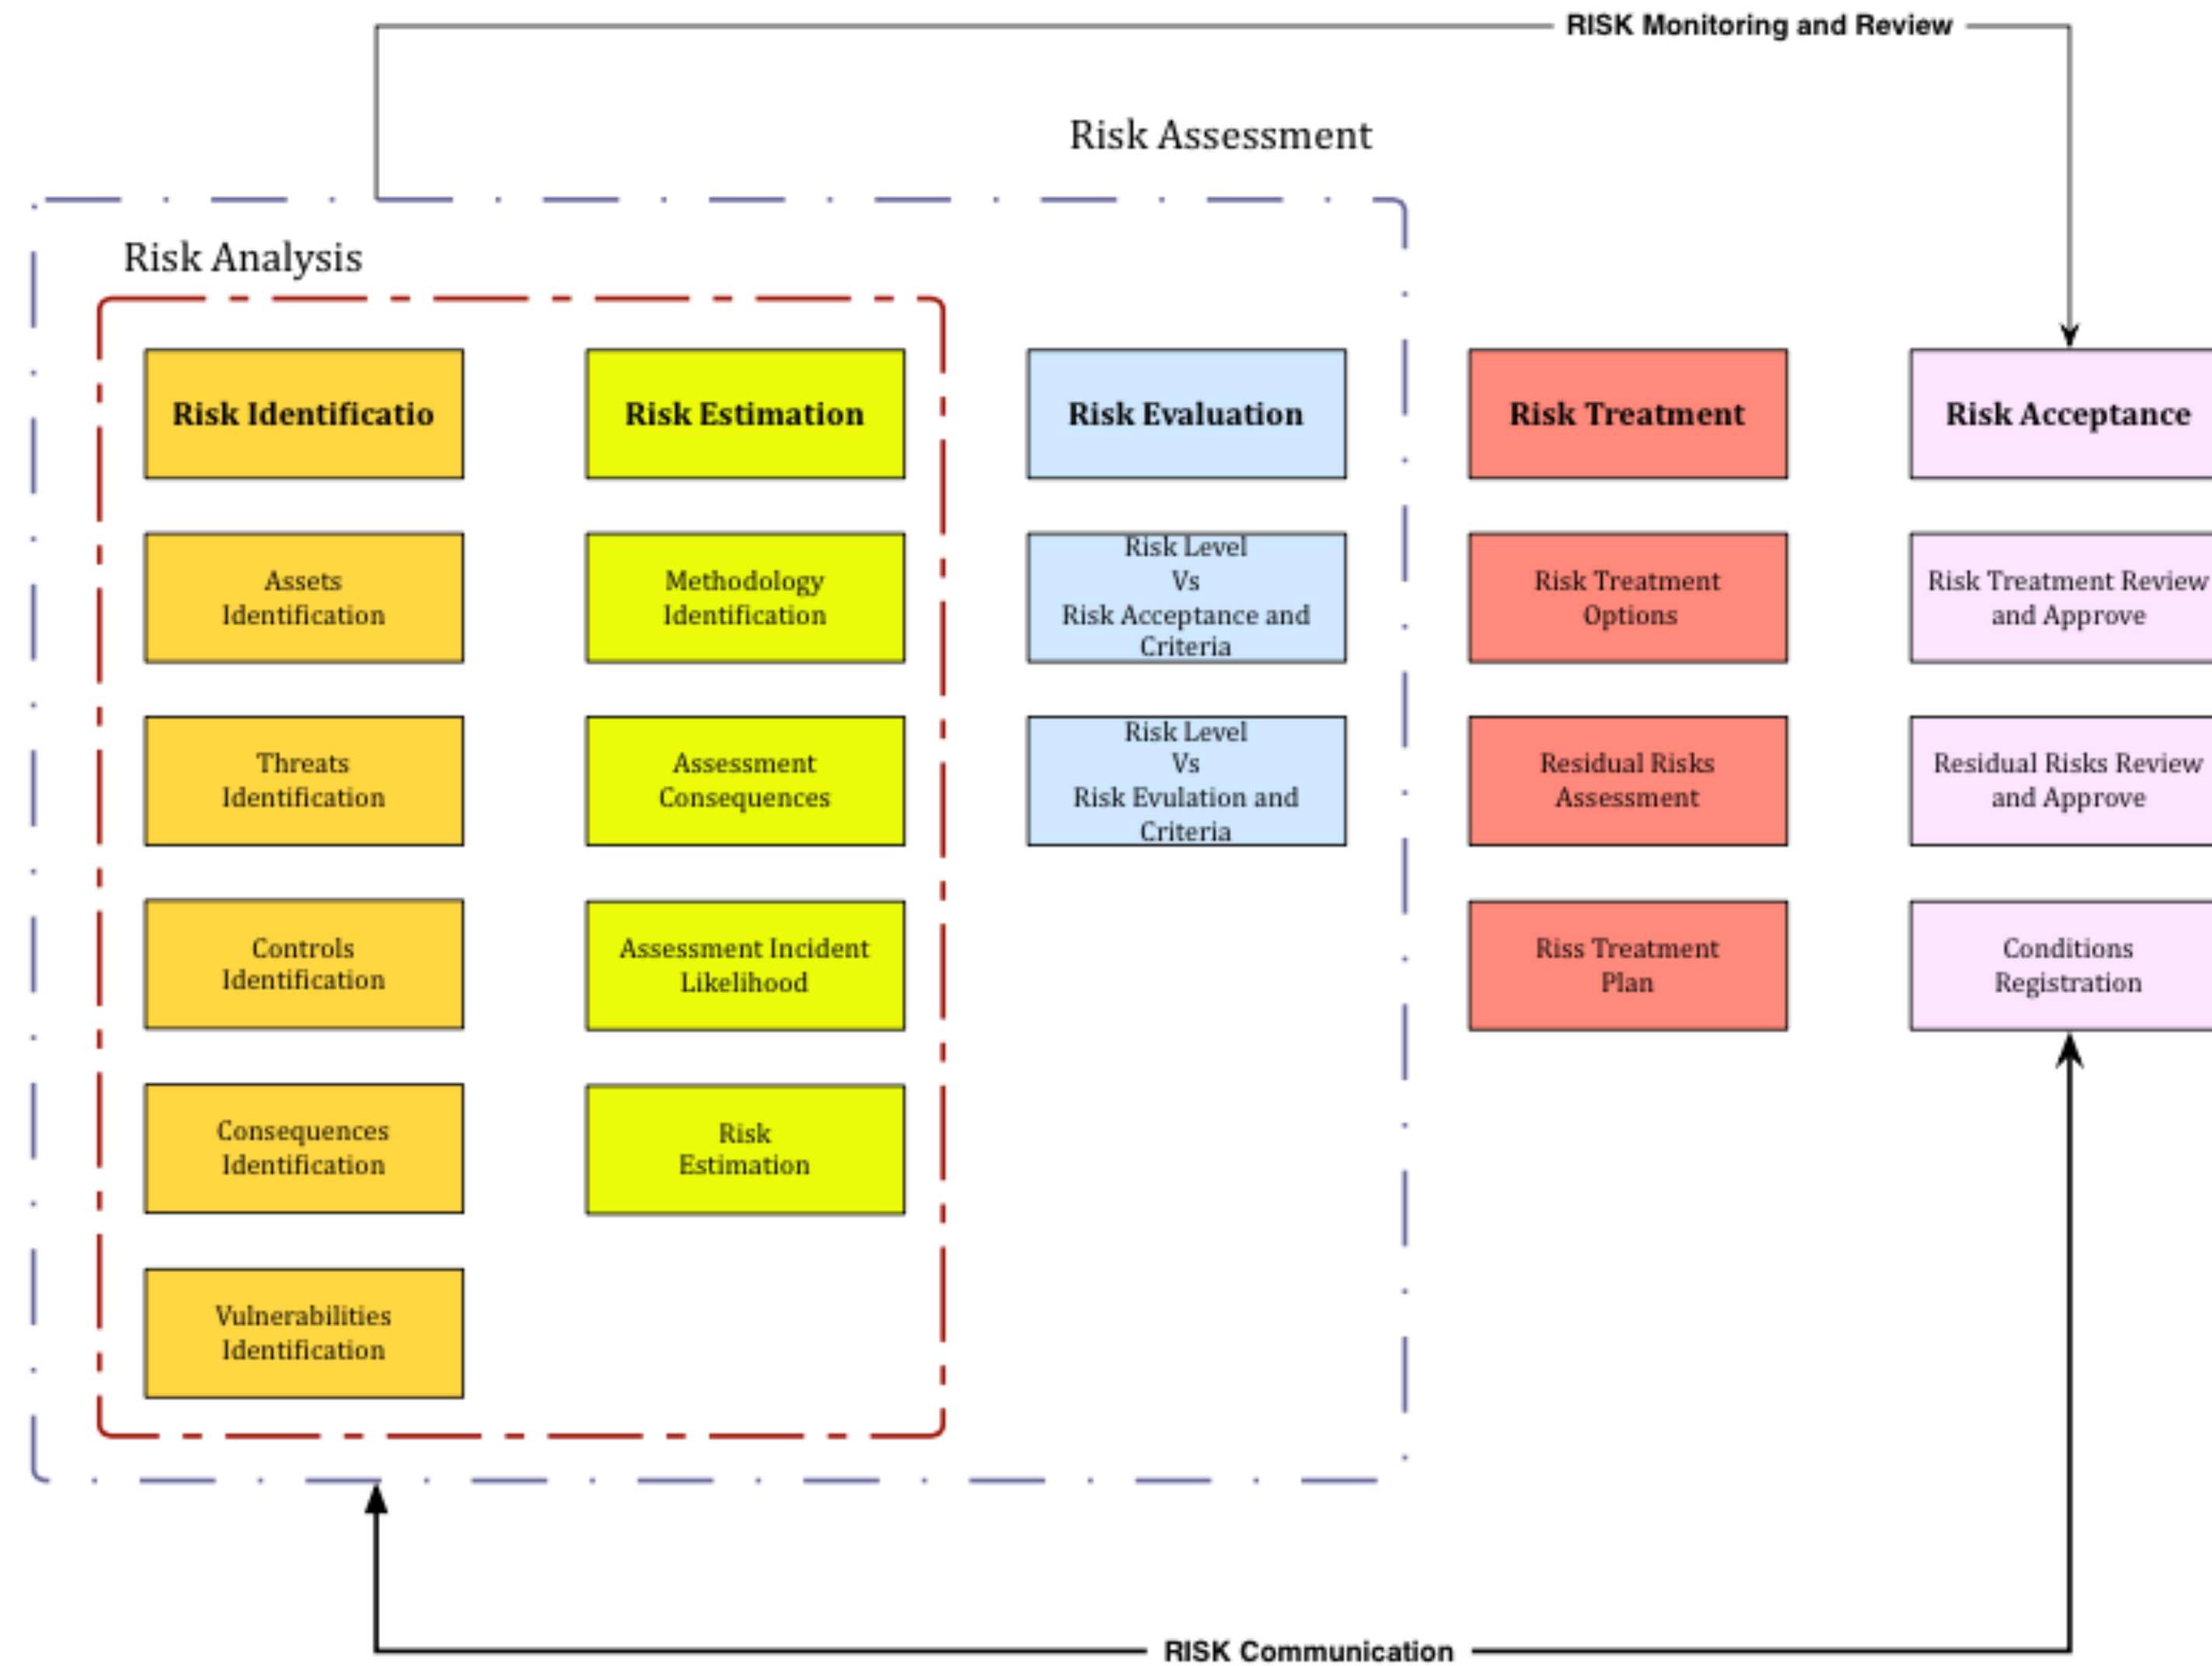 RISK Monitoring and Review
Risk Assessment
Risk Analysis
Risk Identificatio
Assets
Identification
Threats
Identification
Controls
Identification
Consequences
Identification
Vulnerabilities
Identification
Risk Estimation
Methodology
Identification
Assessment
Consequences
Assessment Incident
Likelihood
Risk
Estimation
Risk Evaluation
Risk Level
Vs
Risk Acceptance and
Criteria
Risk Level
Vs
Risk Evulation and
Criteria
Risk Treatment
Risk Treatment
Options
Residual Risks
Assessment
Riss Treatment
Plan
Risk Acceptance
Risk Treatment Review
and Approve
Residual Risks Review
and Approve
Conditions
Registration
RISK Communication